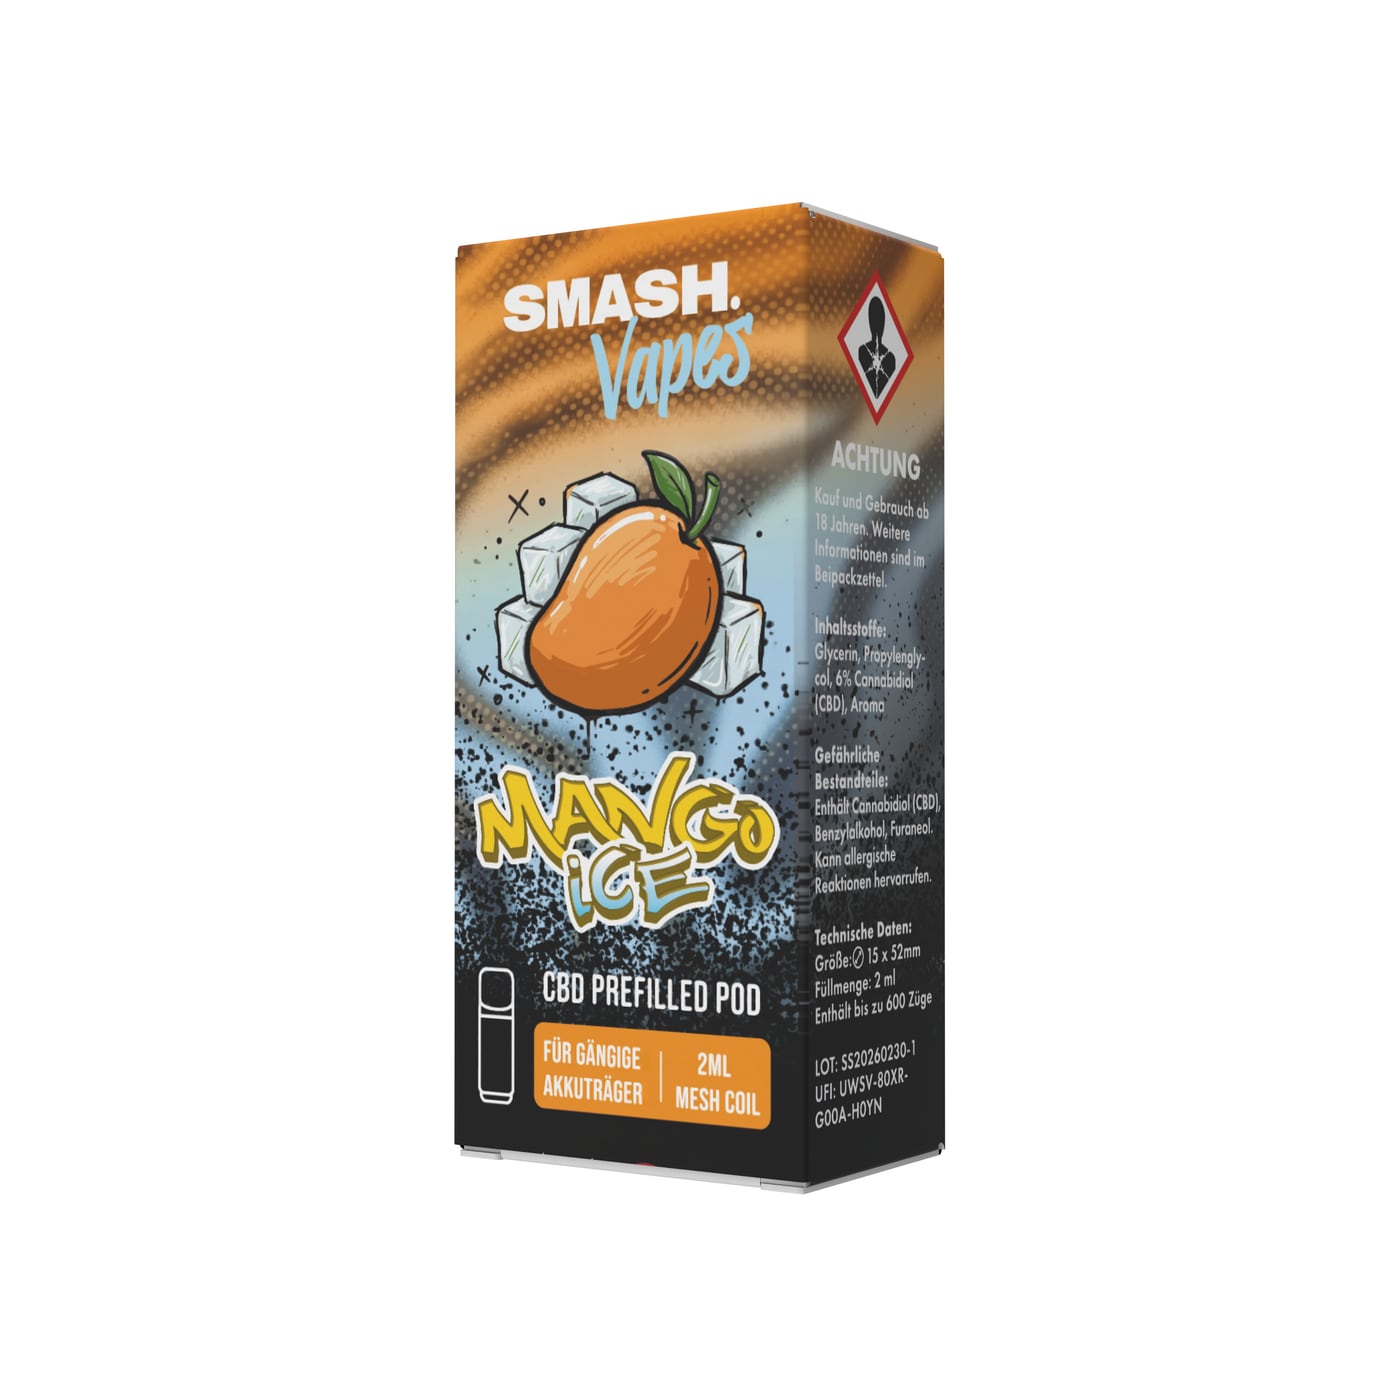 SMASH.
Vapes
MANGO
ICE
CBD PREFILLED POD
FÜR GÄNGIGE
AKKUTRÄGER
2ML
MESH COIL
ACHTUNG
Kauf und Gebrauch ab
18 Jahren. Weitere
Informationen sind im
Beipackzettel.
Inhaltsstoffe:
Glycerin, Propylengly-
col, 6% Cannabidiol
(CBD), Aroma
Gefährliche
Bestandteile:
Enthält Cannabidiol (CBD),
Benzylalkohol, Furaneol.
Kann allergische
Reaktionen hervorrufen.
Technische Daten:
Größe:∅ 15 x 52mm
Füllmenge: 2 ml
Enthält bis zu 600 Züge
LOT: SS20260230-1
UFI: UWSV-80XR-
G00A-H0YN